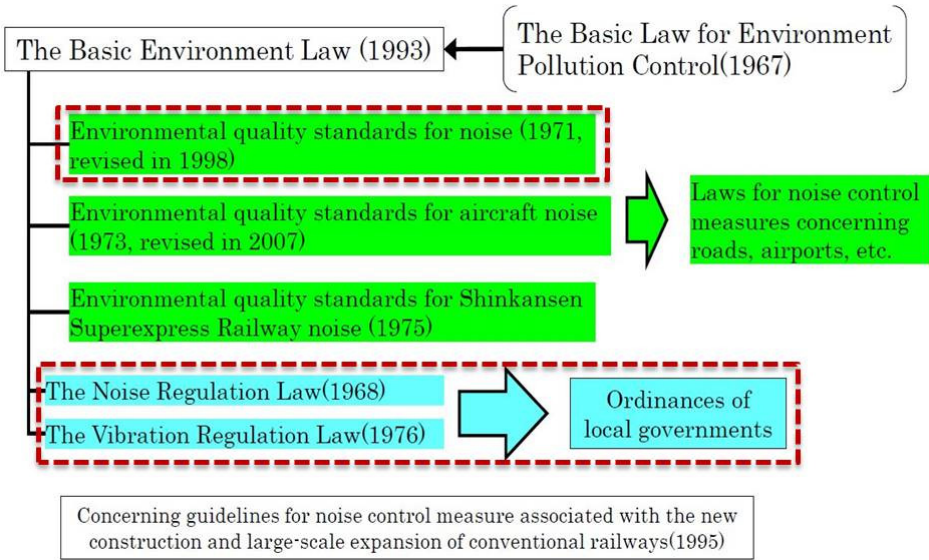 The Basic Environment Law (1993)
The Basic Law for Environment
Pollution Control(1967)
Environmental quality standards for noise (1971,
revised in 1998)
Environmental quality standards for aircraft noise
(1973, revised in 2007)
Laws for noise control
measures concerning
roads, airports, etc.
Environmental quality standards for Shinkansen
Superexpress Railway noise (1975)
The Noise Regulation Law(1968)
The Vibration Regulation Law(1976)
Ordinances of
local governments
Concerning guidelines for noise control measure associated with the new
construction and large-scale expansion of conventional railways(1995)